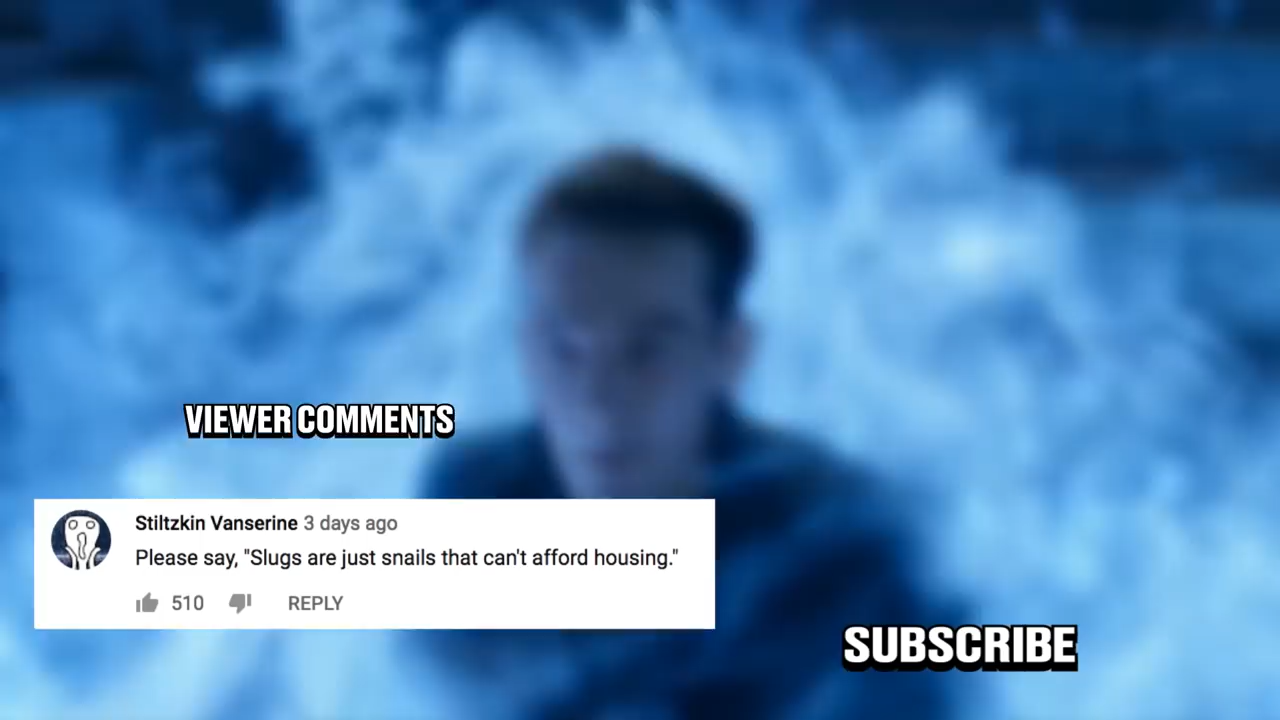 VIEWER COMMENTS
Stiltzkin Vanserine 3 days ago
Please say, "Slugs are just snails that can't afford housing."
510 REPLY
SUBSCRIBE